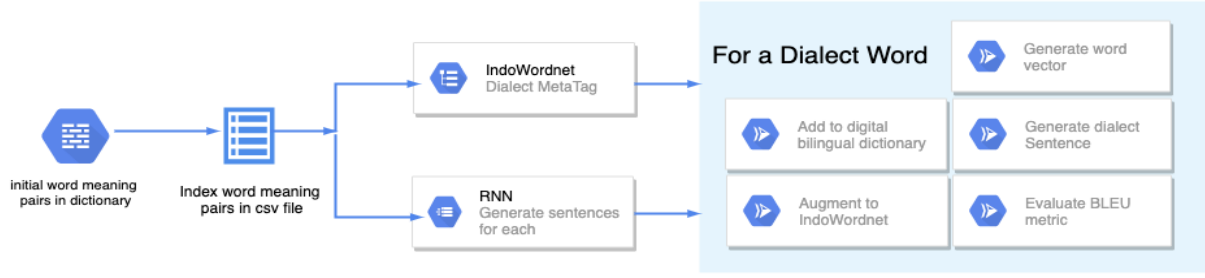 initial word meaning
pairs in dictionary
Index word meaning
pairs in csv file
IndoWordnet
Dialect MetaTag
RNN
Generate sentences
for each
For a Dialect Word
Generate word
vector
Add to digital
bilingual dictionary
Generate dialect
Sentence
Augment to
IndoWordnet
Evaluate BLEU
metric